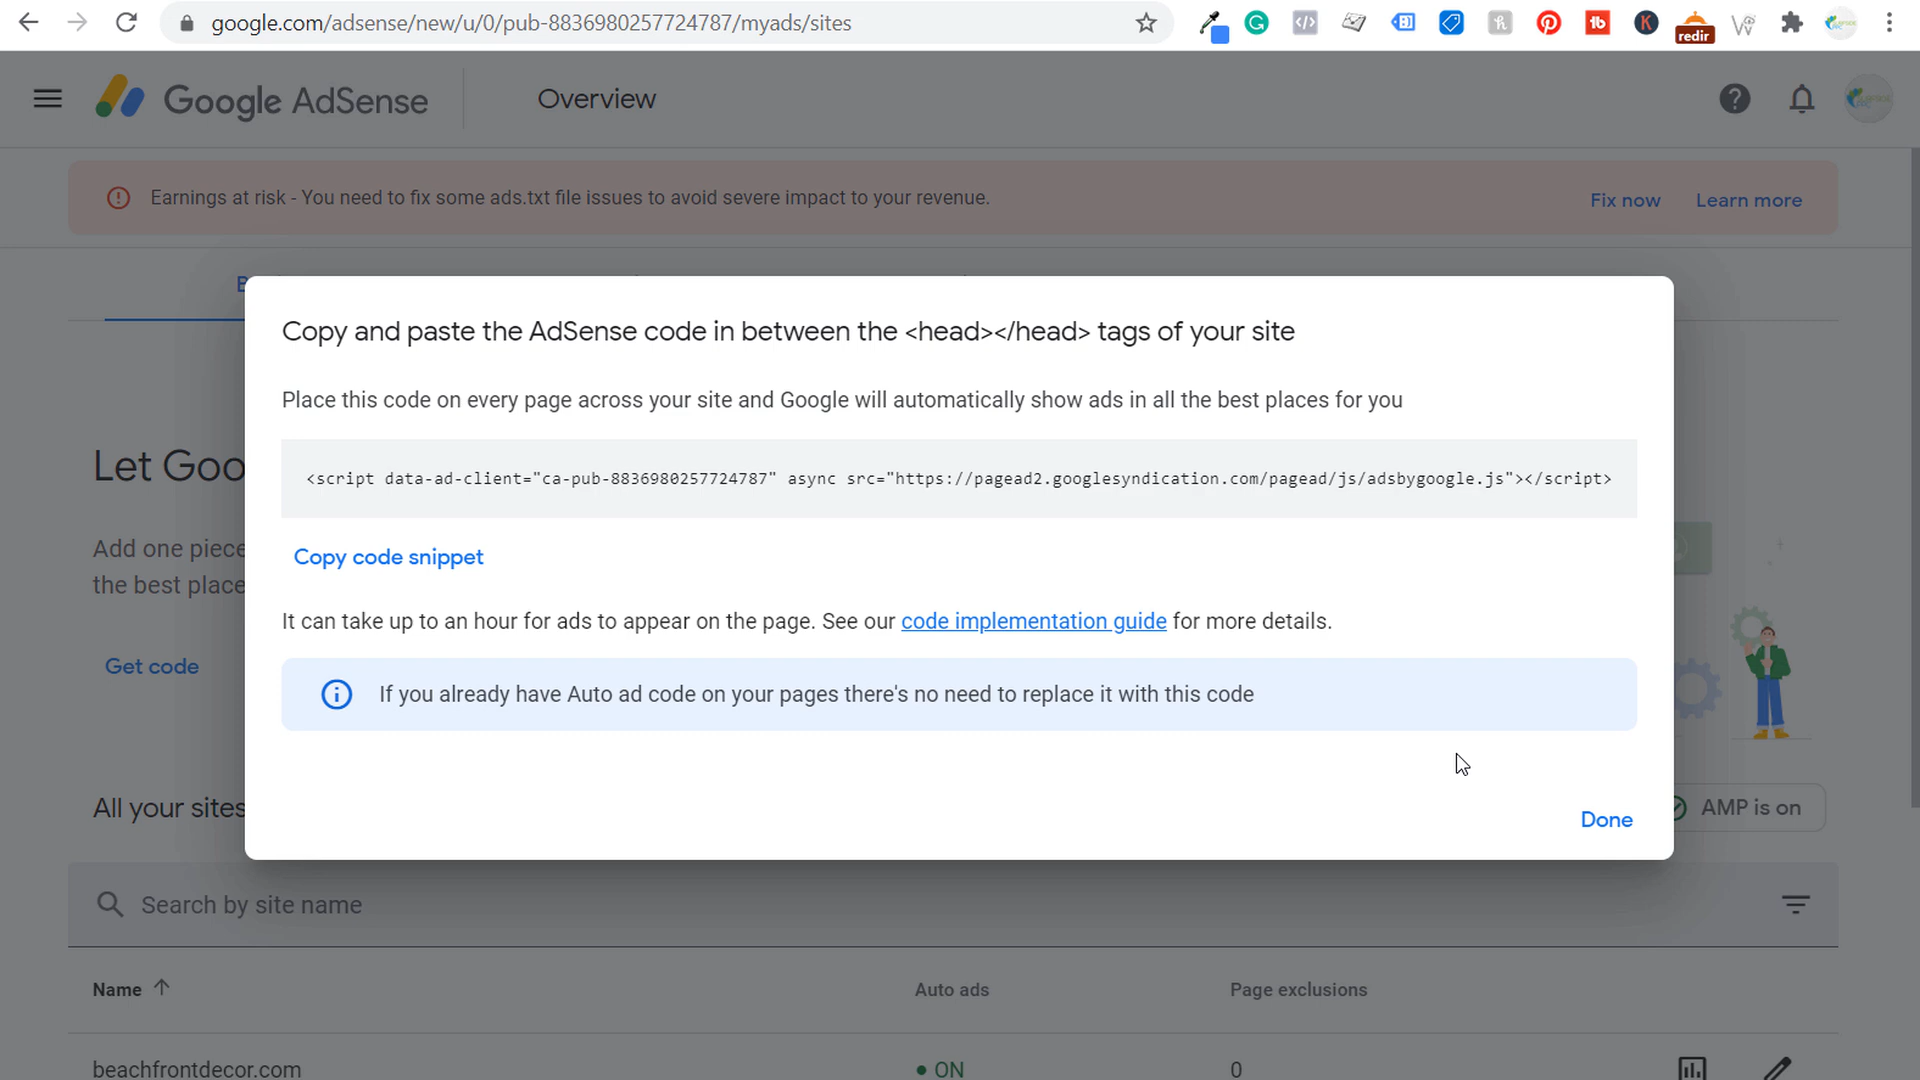 google.com/adsense/new/u/0/pub-8836980257724787/myads/sites
redir
Google AdSense
Overview
Earnings at risk - You need to fix some ads.txt file issues to avoid severe impact to your revenue.
Fix now
Learn more
Copy and paste the AdSense code in between the <head></head> tags of your site
Place this code on every page across your site and Google will automatically show ads in all the best places for you
Let Goo
<script data-ad-client="ca-pub-8836980257724787" async src="https://pagead2.googlesyndication.com/pagead/js/adsbygoogle.js"></script>
Add one piece
Copy code snippet
the best place
It can take up to an hour for ads to appear on the page. See our code implementation guide for more details.
Get code
If you already have Auto ad code on your pages there's no need to replace it with this code
All your sites
Done
AMP is on
Search by site name
Name
Auto ads
Page exclusions
beachfrontdecor.com
ON
0